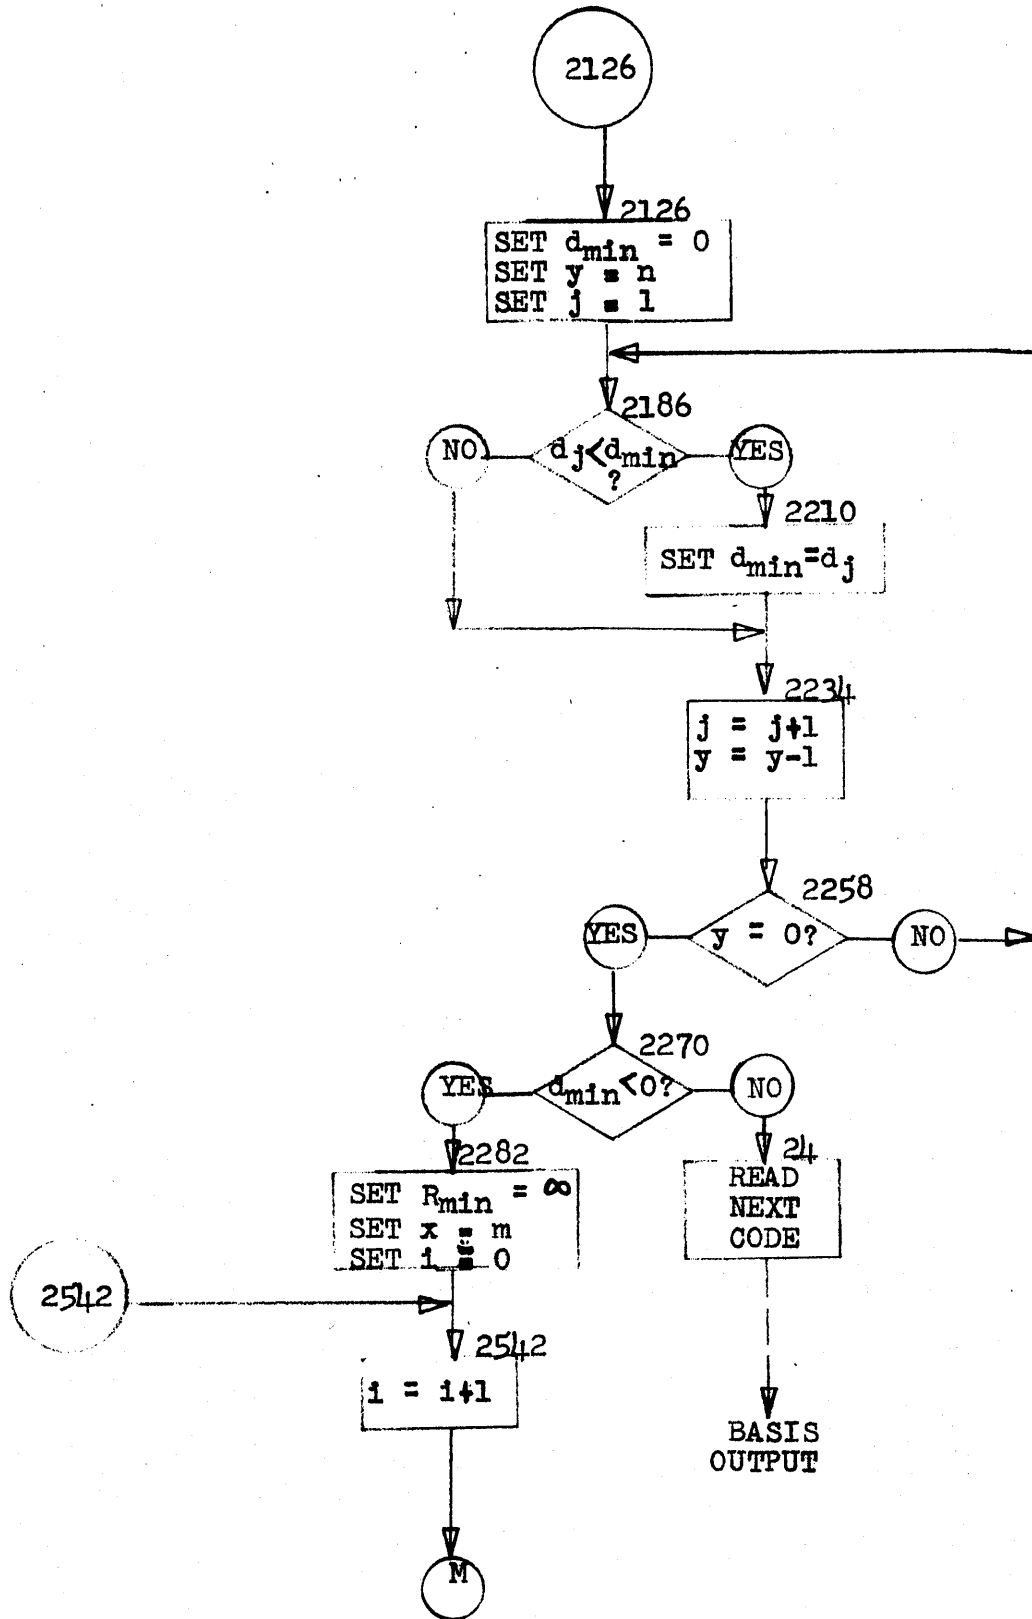 2126
2126
SET dmin = 0
SET y = n
SET j = 1
2186
NO
dj<dmin
?
YES
2210
SET dmin=dj
2234
j = j+1
y = y-1
2258
YES
y = 0?
NO
2270
YES
dmin<0?
NO
2282
SET Rmin = ∞
SET x = m
SET i = 0
24
READ
NEXT
CODE
2542
2542
i = i+1
BASIS
OUTPUT
M